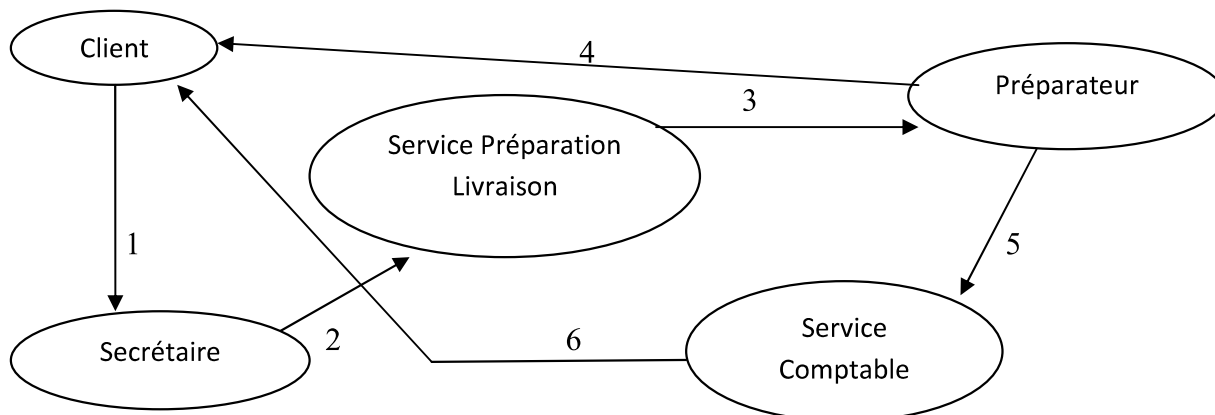 Client
4
Préparateur
3
Service Préparation
Livraison
1
5
Secrétaire
2
6
Service
Comptable